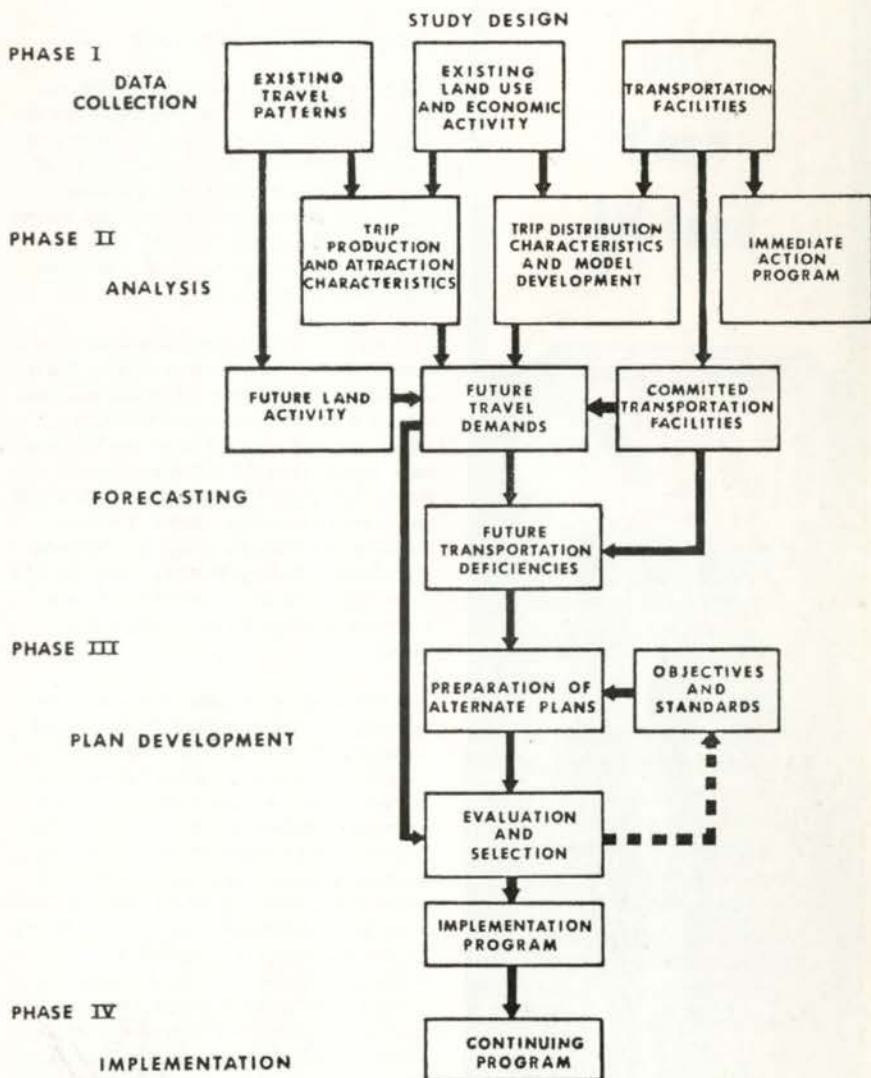 STUDY DESIGN
PHASE I
DATA
COLLECTION
EXISTING
TRAVEL
PATTERNS
EXISTING
LAND USE
AND ECONOMIC
ACTIVITY
TRANSPORTATION
FACILITIES
PHASE II
ANALYSIS
TRIP
PRODUCTION
AND ATTRACTION
CHARACTERISTICS
TRIP DISTRIBUTION
CHARACTERISTICS
AND MODEL
DEVELOPMENT
IMMEDIATE
ACTION
PROGRAM
FUTURE LAND
ACTIVITY
FUTURE
TRAVEL
DEMANDS
COMMITTED
TRANSPORTATION
FACILITIES
FORECASTING
FUTURE
TRANSPORTATION
DEFICIENCIES
PHASE III
PLAN DEVELOPMENT
PREPARATION OF
ALTERNATE PLANS
OBJECTIVES
AND
STANDARDS
EVALUATION
AND
SELECTION
IMPLEMENTATION
PROGRAM
PHASE IV
IMPLEMENTATION
CONTINUING
PROGRAM